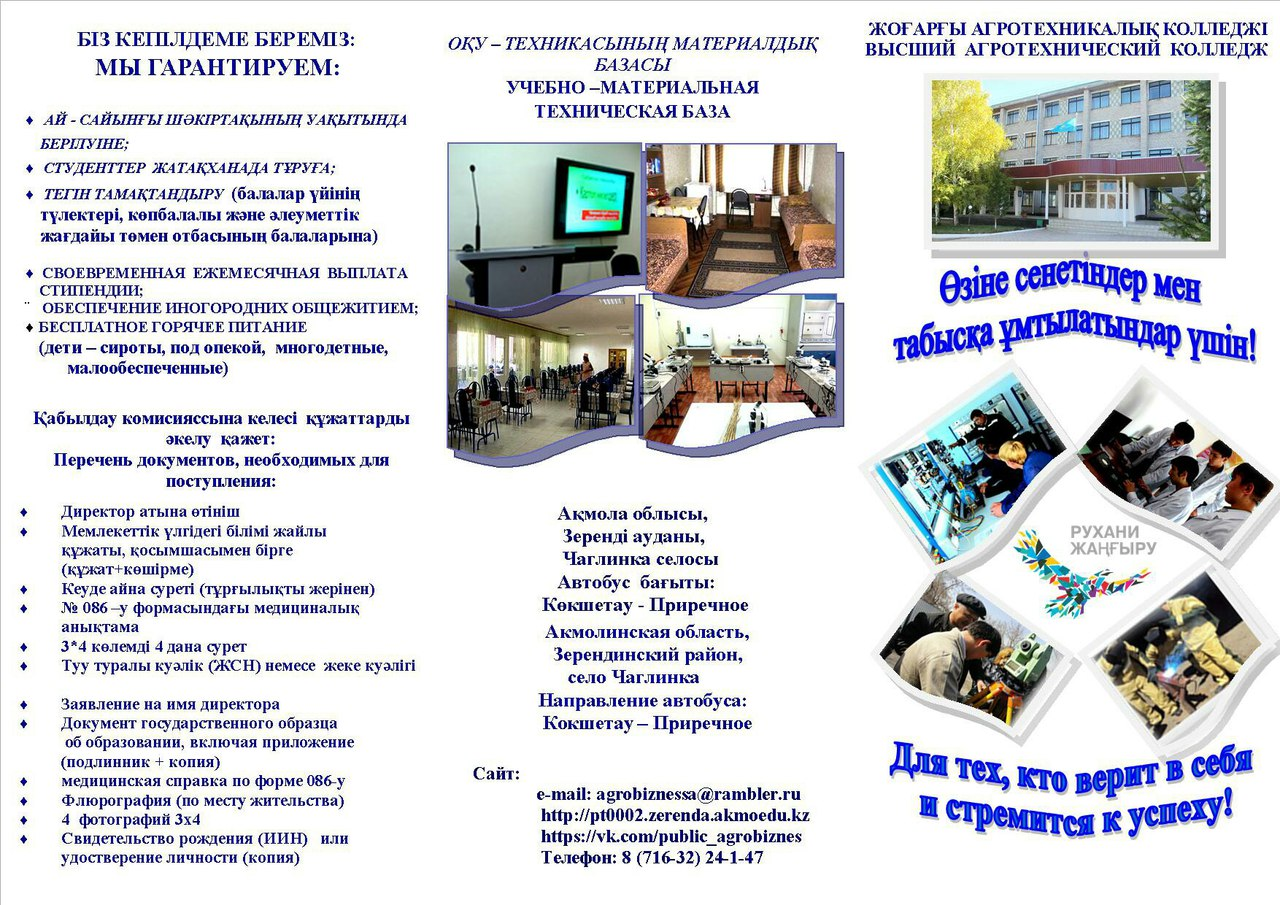 БІЗ КЕПІЛДЕМЕ БЕРЕМІЗ:
МЫ ГАРАНТИРУЕМ:
♦ АЙ - САЙЫНҒЫ ШӘКІРТАҚЫНЫҢ УАҚЫТЫНДА
БЕРІЛУІНЕ;
♦ СТУДЕНТТЕР ЖАТАҚХАНАДА ТҰРУҒА;
♦ ТЕГІН ТАМАҚТАНДЫРУ (балалар үйінің
түлектері, көпбалалы және әлеуметтік
жағдайы төмен отбасының балаларына)
♦ СВОЕВРЕМЕННАЯ ЕЖЕМЕСЯЧНАЯ ВЫПЛАТА
СТИПЕНДИИ;
¨ ОБЕСПЕЧЕНИЕ ИНОГОРОДНИХ ОБЩЕЖИТИЕМ;
♦ БЕСПЛАТНОЕ ГОРЯЧЕЕ ПИТАНИЕ
(дети – сироты, под опекой, многодетные,
малообеспеченные)
Қабылдау комисияссына келесі құжаттарды
әкелу қажет:
Перечень документов, необходимых для
поступления:
♦ Директор атына өтініш
♦ Мемлекеттік үлгідегі білімі жайлы
құжаты, қосымшасымен бірге
(құжат+көшірме)
♦ Кеуде айна суреті (тұрғылықты жерінен)
♦ № 086 –у формасындағы медициналық
анықтама
♦ 3*4 көлемді 4 дана сурет
♦ Туу туралы куәлік (ЖСН) немесе жеке куәлігі
♦ Заявление на имя директора
♦ Документ государственного образца
об образовании, включая приложение
(подлинник + копия)
♦ медицинская справка по форме 086-у
♦ Флюрография (по месту жительства)
♦ 4 фотографий 3х4
♦ Свидетельство рождения (ИИН) или
удостверение личности (копия)
ОҚУ – ТЕХНИКАСЫНЫҢ МАТЕРИАЛДЫҚ
БАЗАСЫ
УЧЕБНО –МАТЕРИАЛЬНАЯ
ТЕХНИЧЕСКАЯ БАЗА
Ақмола облысы,
Зеренді ауданы,
Чаглинка селосы
Автобус бағыты:
Көкшетау - Приречное
Акмолинская область,
Зерендинский район,
село Чаглинка
Направление автобуса:
Кокшетау – Приречное
Сайт:
e-mail: agrobiznessa@rambler.ru
http://pt0002.zerenda.akmoedu.kz
https://vk.com/public_agrobiznes
Телефон: 8 (716-32) 24-1-47
ЖОҒАРҒЫ АГРОТЕХНИКАЛЫҚ КОЛЛЕДЖІ
ВЫСШИЙ АГРОТЕХНИЧЕСКИЙ КОЛЛЕДЖ
Өзіне сенетіндер мен
табысқа ұмтылатындар үшін!
РУХАНИ
ЖАҢҒЫРУ
Для тех, кто верит в себя
и стремится к успеху!